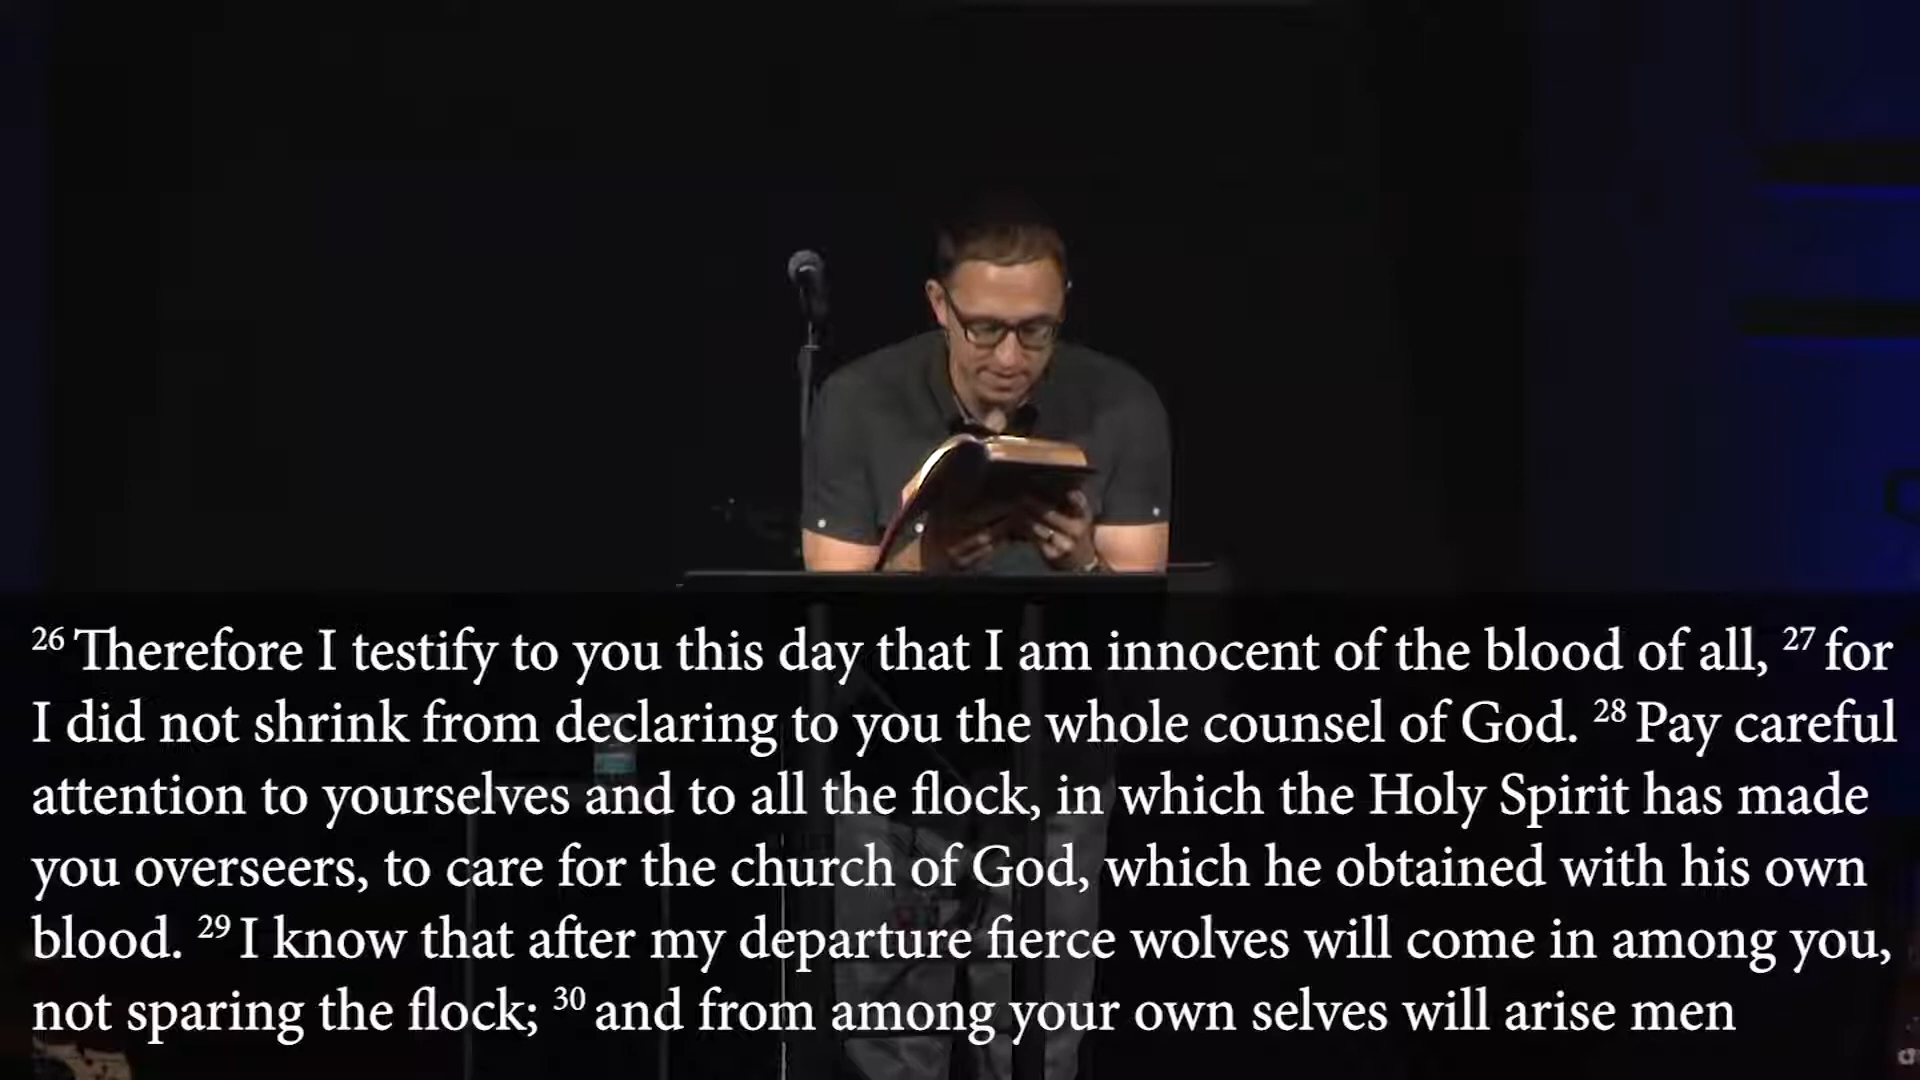 26 Therefore I testify to you this day that I am innocent of the blood of all, 27 for
I did not shrink from declaring to you the whole counsel of God. 28 Pay careful
attention to yourselves and to all the flock, in which the Holy Spirit has made
you overseers, to care for the church of God, which he obtained with his own
blood. 29 I know that after my departure fierce wolves will come in among you,
not sparing the flock; 30 and from among your own selves will arise men